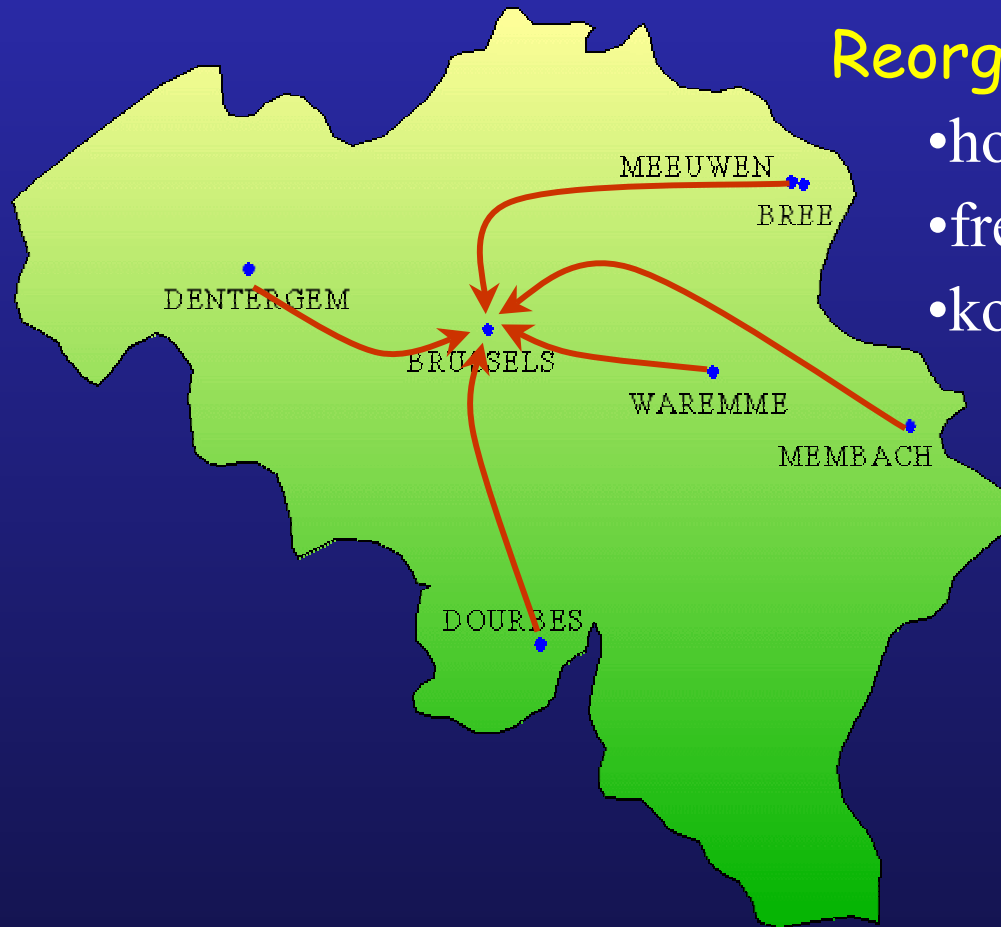 Reorg
•ho
•fre
•ko
MEEUWEN
BREE
DENTERGEM
BRUSSELS
WAREMME
MEMBACH
DOURBES